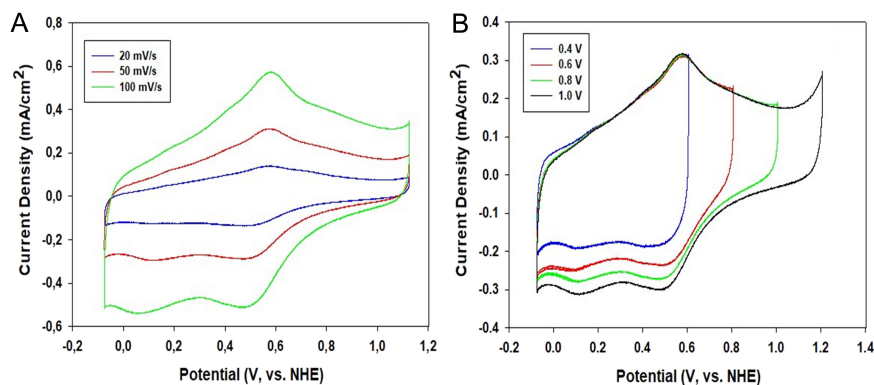 A
Current Density (mA/cm²)
0,8
0,6
0,4
0,2
0,0
-0,2
-0,4
-0,6
20 mV/s
50 mV/s
100 mV/s
-0,2 0,0 0,2 0,4 0,6 0,8 1,0 1,2
Potential (V, vs. NHE)
B
Current Density (mA/cm²)
0.4
0.3
0.2
0.1
0.0
-0.1
-0.2
-0.3
-0.4
0.4 V
0.6 V
0.8 V
1.0 V
-0.2 0.0 0.2 0.4 0.6 0.8 1.0 1.2 1.4
Potential (V, vs. NHE)